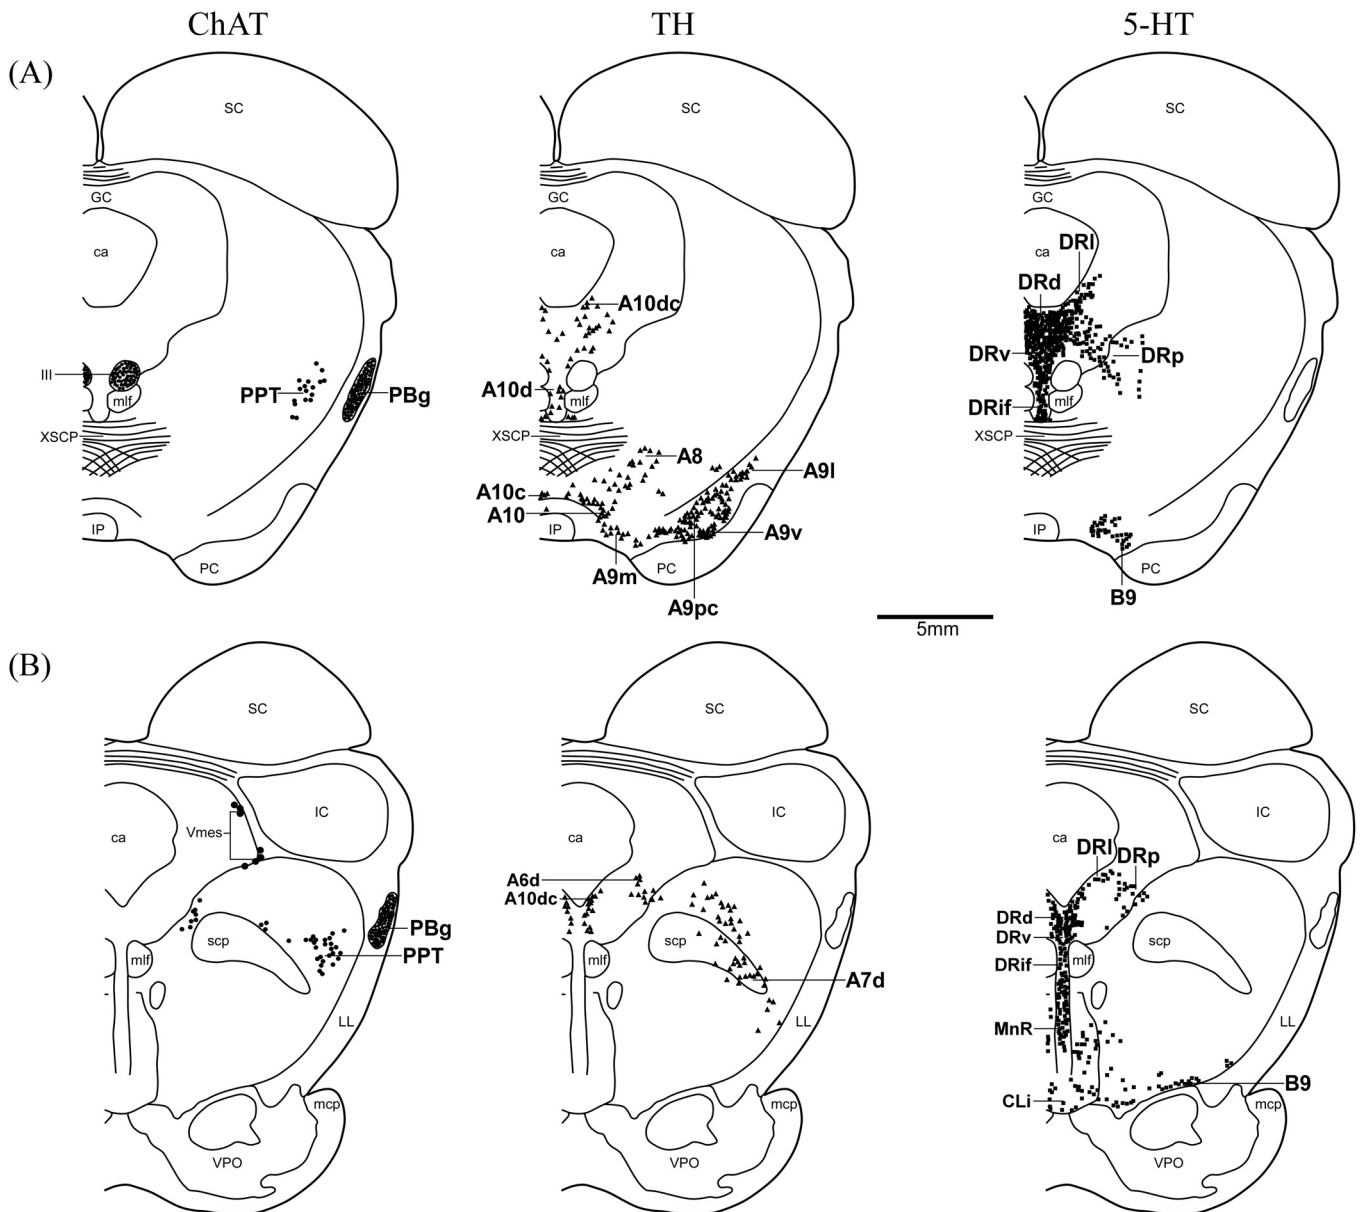 ChAT TH 5-HT
(A)
SC SC SC
GC GC GC
ca ca ca
DRl
DRd
A10dc
DRv DRp
III
PPT PBg
mlf
A10d
mlf
DRif
mlf
XSCP XSCP XSCP
A8
A9l
A10c
A10
IP IP IP
A9v
PC PC PC
A9m
A9pc
B9
5mm
(B)
SC SC SC
IC IC IC
Vmes
ca ca ca
DRl
DRp
A6d
A10dc
DRd
PBg
DRv
scp scp scp
PPT
mlf mlf mlf
DRif
A7d
LL LL LL
MnR
B9
CLi
mcp mcp mcp
VPO VPO VPO